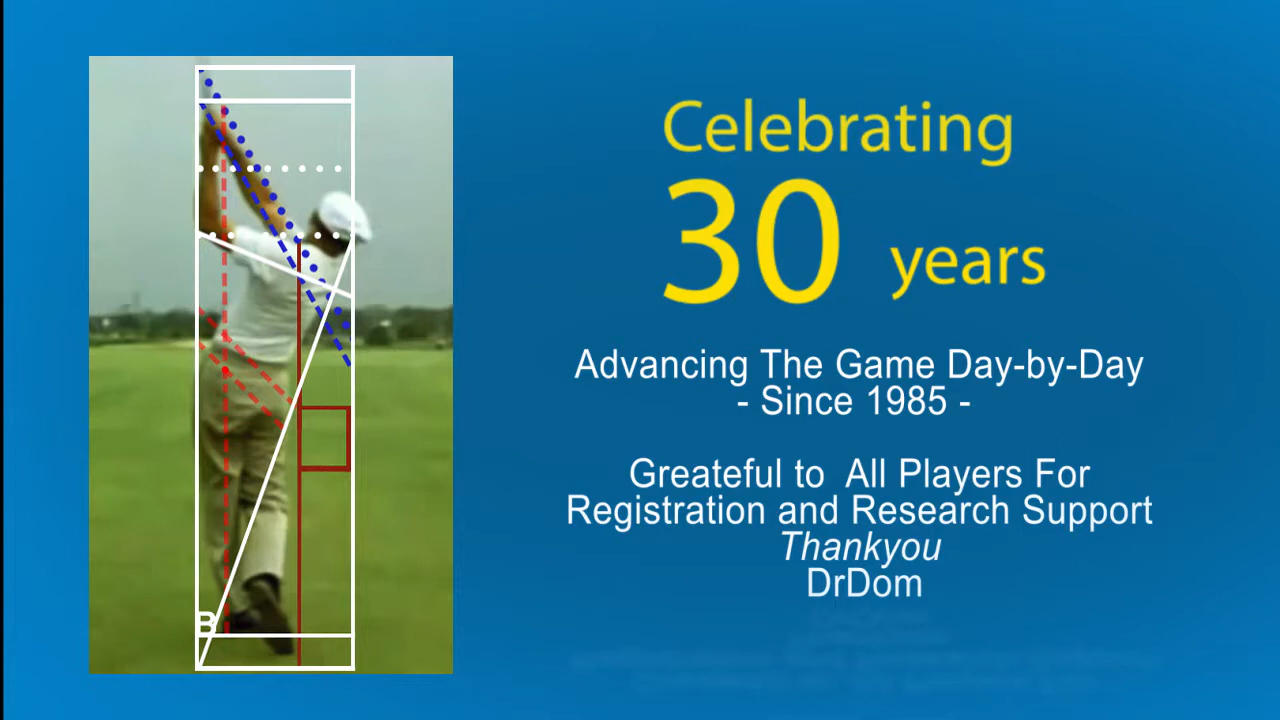 B
Celebrating
30 years
Advancing The Game Day-by-Day
- Since 1985 -
Greateful to All Players For
Registration and Research Support
Thankyou
DrDom